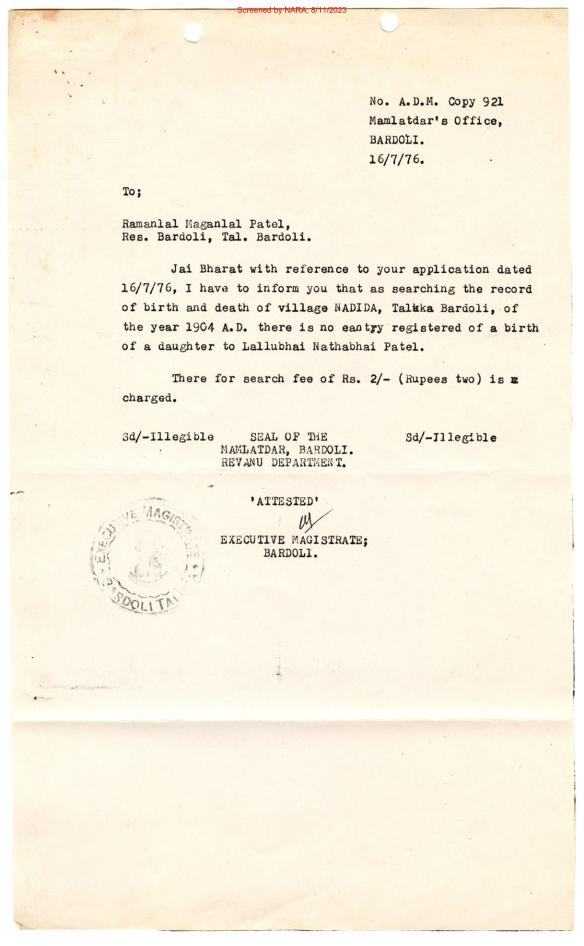 Screened by NARA, 8/11/2023
No. A.D.M. Copy 921
Mamlatdar's Office,
BARDOLI.
16/7/76.
To;
Ramanlal Maganlal Patel,
Res. Bardoli, Tal. Bardoli.
Jai Bharat with reference to your application dated
16/7/76, I have to inform you that as searching the record
of birth and death of village NADIDA, Taluka Bardoli, of
the year 1904 A.D. there is no eantry registered of a birth
of a daughter to Lallubhai Nathabhai Patel.
There for search fee of Rs. 2/- (Rupees two) is
charged.
Sd/-Illegible SEAL OF THE Sd/-Illegible
MAMLATDAR, BARDOLI.
REVANU DEPARTMENT.
'ATTESTED'
EXECUTIVE MAGISTRATE;
BARDOLI.
EXECUTIVE MAGISTRATE
BARDOLI TA